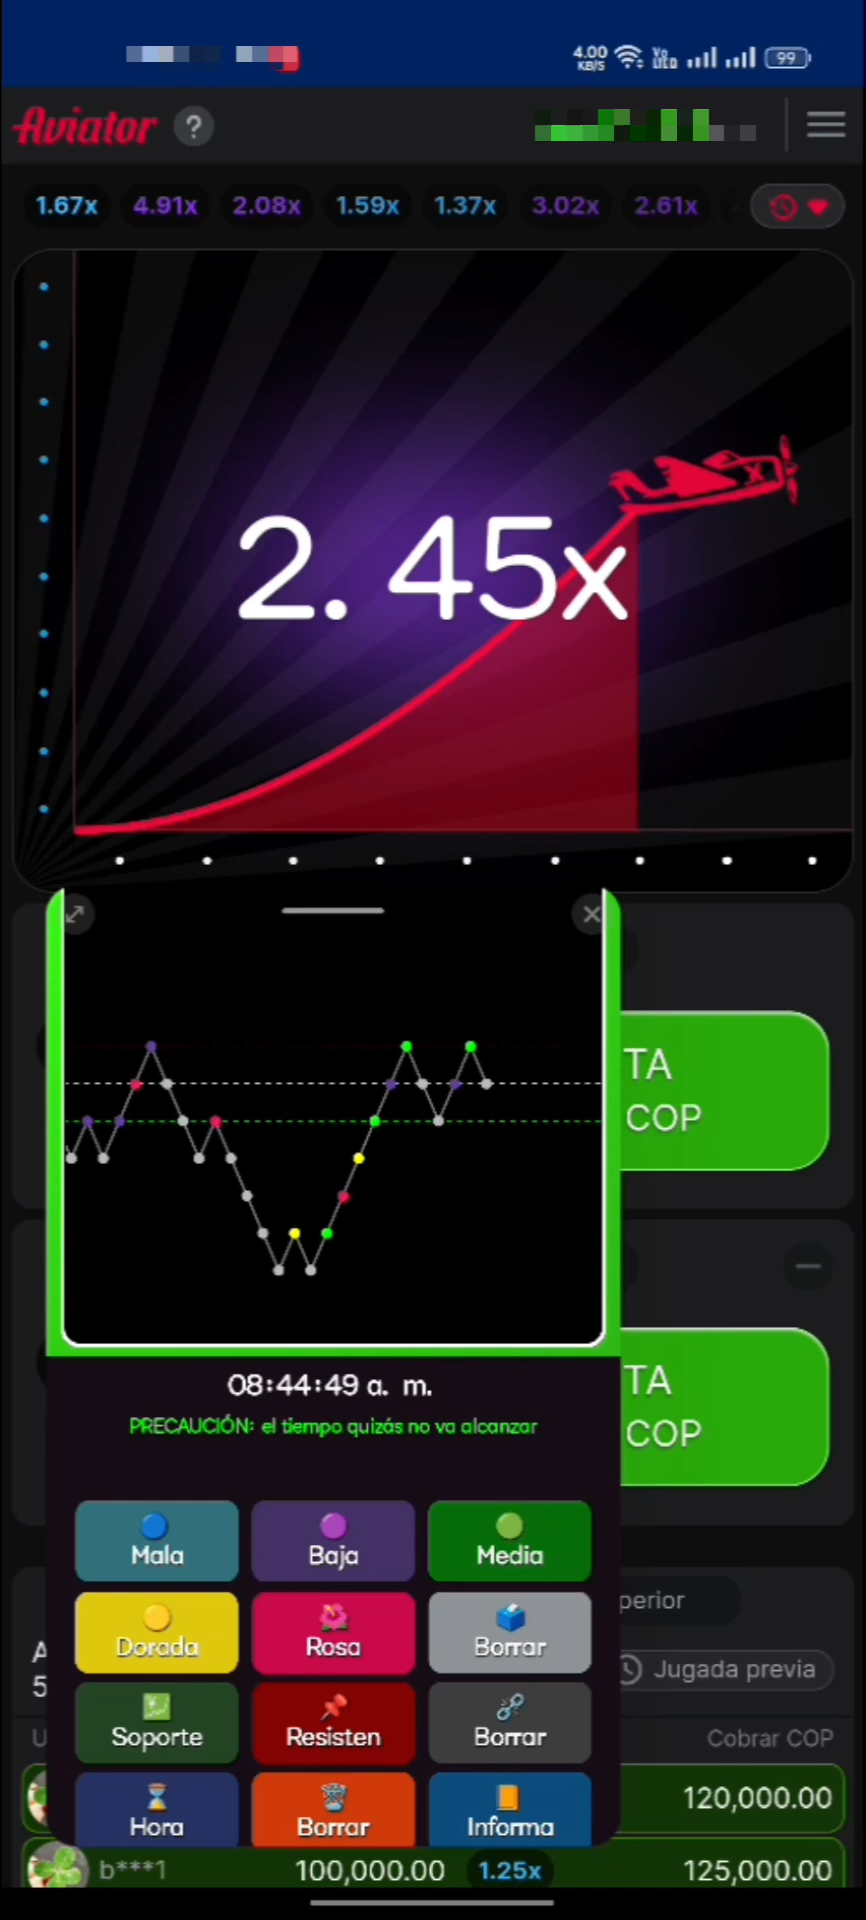 4.00 KB/S Vo LTE 99
Aviator ?
1.67x 4.91x 2.08x 1.59x 1.37x 3.02x 2.61x
2.45x
TA
COP
TA
COP
08:44:49 a. m.
PRECAUCIÓN: el tiempo quizás no va alcanzar
Mala Baja Media
Dorada Rosa Borrar
perior
A
Jugada previa
5
Soporte Resisten Borrar
U
Cobrar COP
Hora Borrar Informa
120,000.00
b***1 100,000.00 1.25x 125,000.00